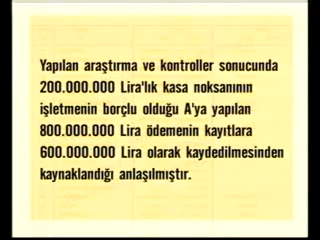 Yapılan araştırma ve kontroller sonucunda
200.000.000 Lira'lık kasa noksanının
işletmenin borçlu olduğu A'ya yapılan
800.000.000 Lira ödemenin kayıtlara
600.000.000 Lira olarak kaydedilmesinden
kaynaklandığı anlaşılmıştır.